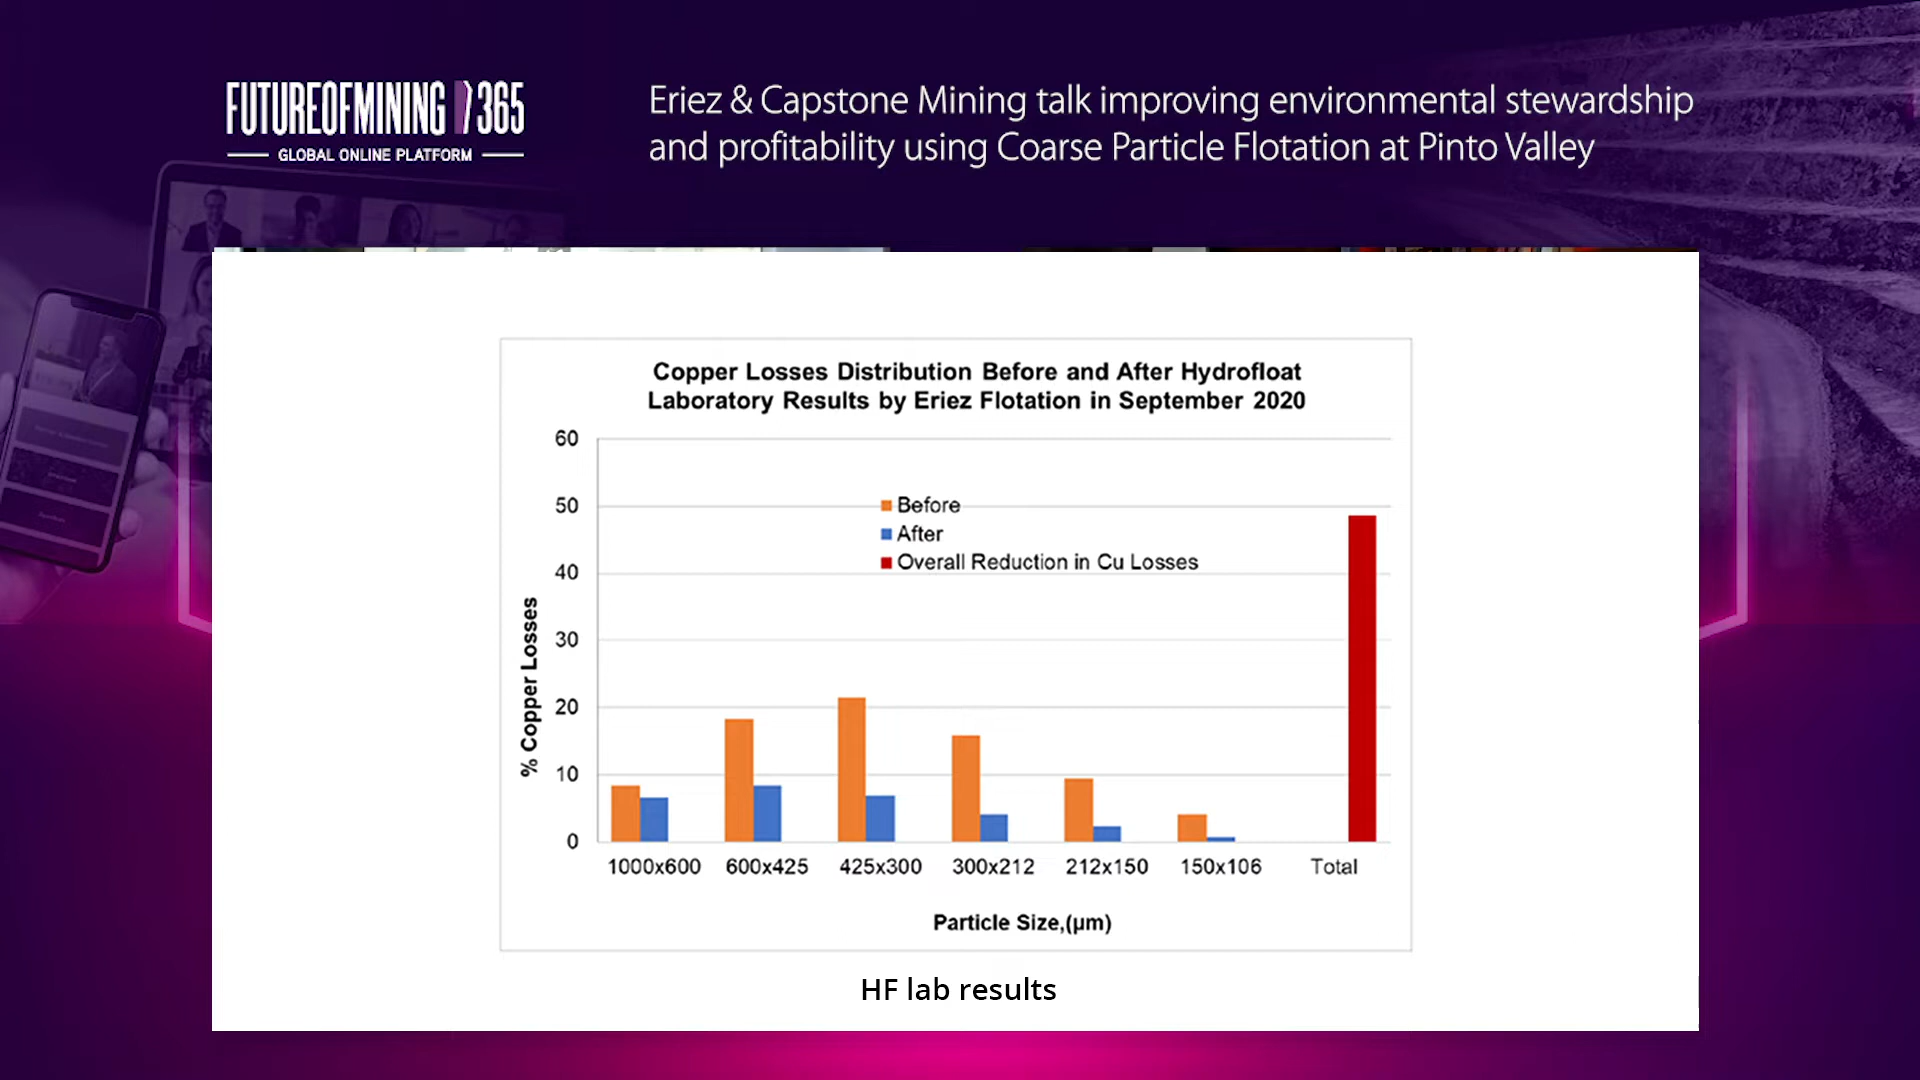 FUTUREOFMINING 365
GLOBAL ONLINE PLATFORM
Eriez & Capstone Mining talk improving environmental stewardship
and profitability using Coarse Particle Flotation at Pinto Valley
Copper Losses Distribution Before and After Hydrofloat
Laboratory Results by Eriez Flotation in September 2020
60
50
40
30
20
10
0
% Copper Losses
Before
After
Overall Reduction in Cu Losses
1000x600 600x425 425x300 300x212 212x150 150x106 Total
Particle Size,(µm)
HF lab results